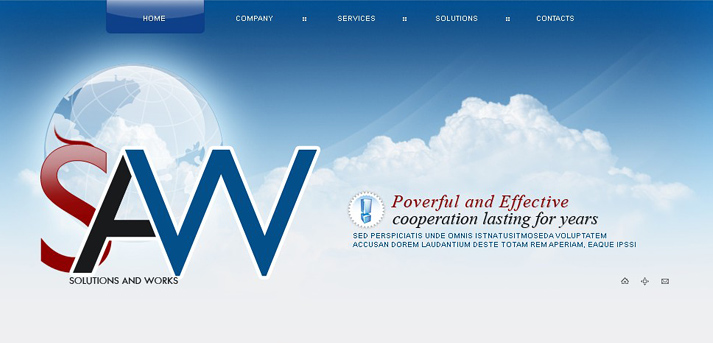 HOME COMPANY SERVICES SOLUTIONS CONTACTS
SAW
SOLUTIONS AND WORKS
Poverful and Effective
cooperation lasting for years
SED PERSPICIATIS UNDE OMNIS ISTNATUSITMOSEDA VOLUPTATEM
ACCUSAN DOREM LAUDANTIUM DESTE TOTAM REM APERIAM, EAQUE IPSSI